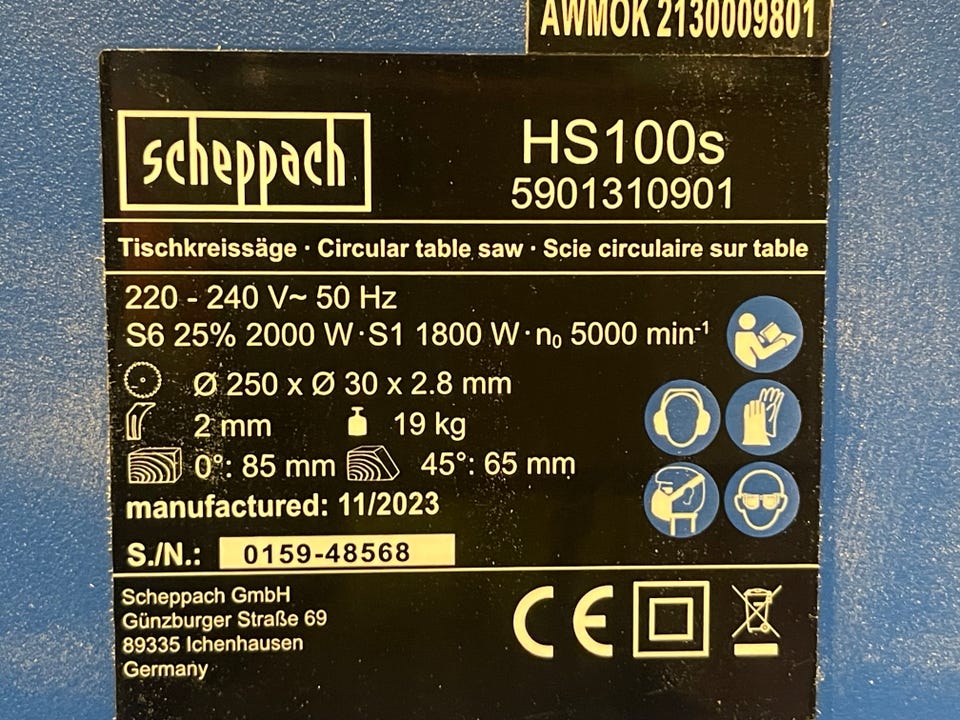 AWMOK 2130009801
scheppach
HS100s
5901310901
Tischkreissäge · Circular table saw · Scie circulaire sur table
220 - 240 V~ 50 Hz
S6 25% 2000 W · S1 1800 W · n₀ 5000 min⁻¹
Ø 250 x Ø 30 x 2.8 mm
2 mm 19 kg
0°: 85 mm 45°: 65 mm
manufactured: 11/2023
S./N.: 0159-48568
Scheppach GmbH
Günzburger Straße 69
89335 Ichenhausen
Germany
CE